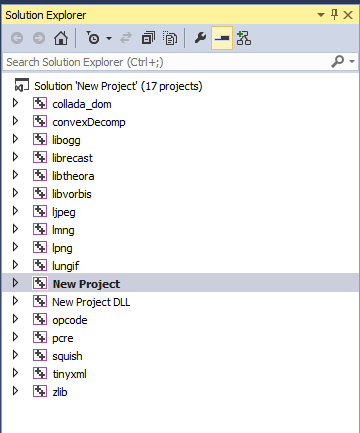 Solution Explorer
Search Solution Explorer (Ctrl+;)
Solution 'New Project' (17 projects)
collada_dom
convexDecomp
libogg
librecast
libtheora
libvorbis
ljpeg
lmng
lpng
lungif
New Project
New Project DLL
opcode
pcre
squish
tinyxml
zlib